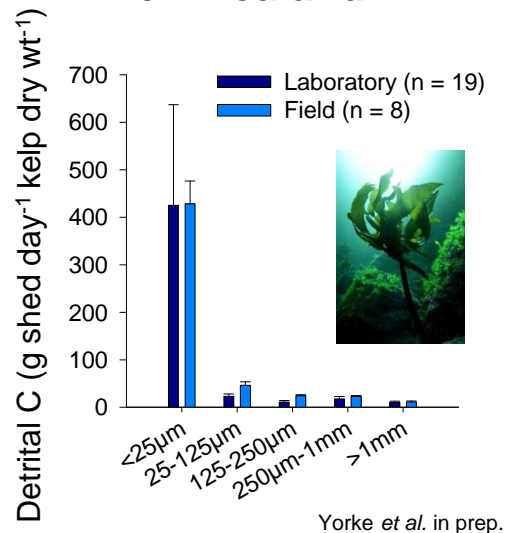 Detrital C (g shed day⁻¹ kelp dry wt⁻¹)
700
600
500
400
300
200
100
0
Laboratory (n = 19)
Field (n = 8)
<25µm
25-125µm
125-250µm
250µm-1mm
>1mm
Yorke et al. in prep.